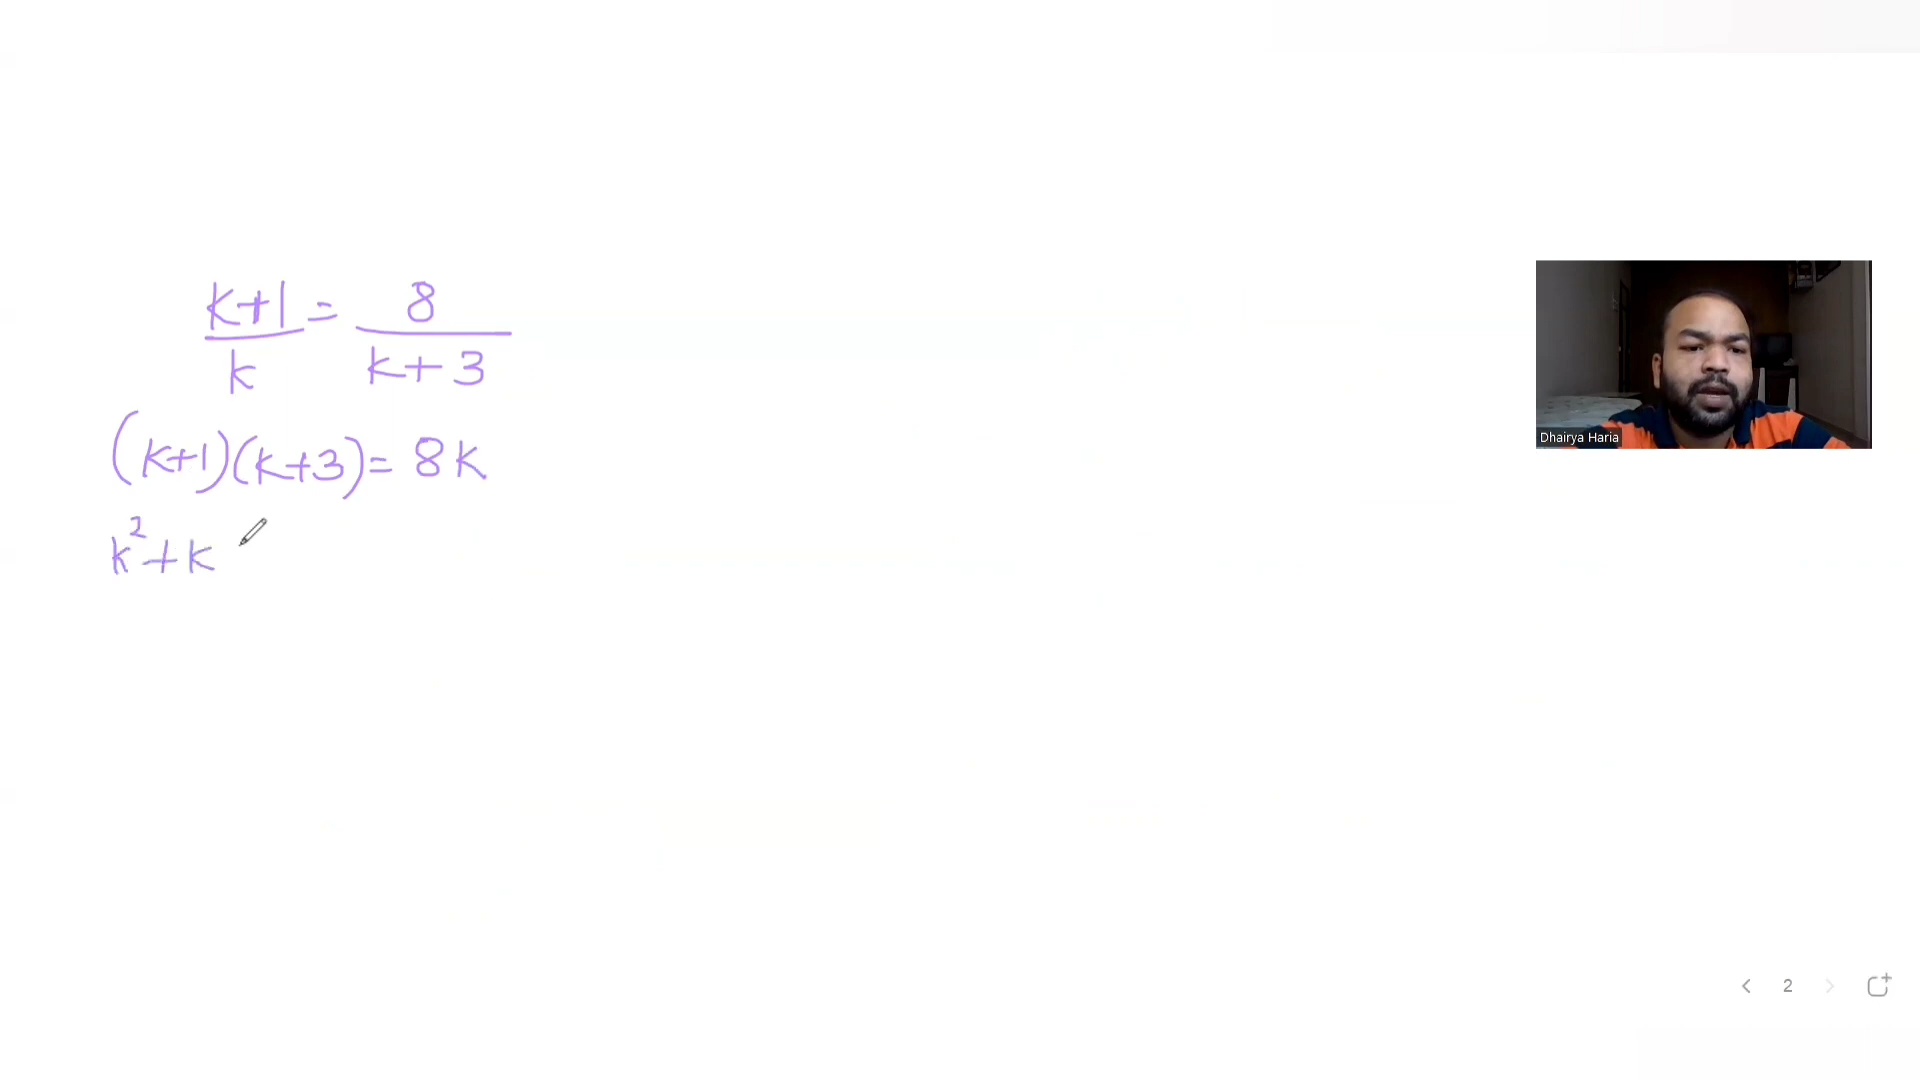 k+1 = 8
k k+3
(k+1)(k+3) = 8k
k²+k
Dhairya Haria
2